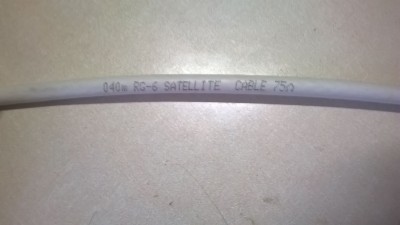 040m RG-6 SATELLITE CABLE 75Ω